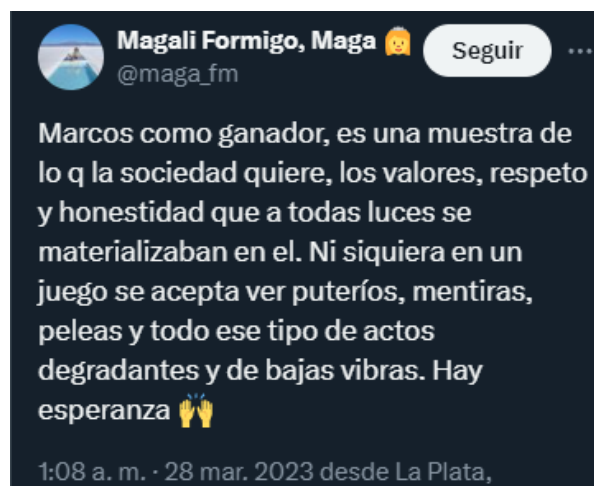 Magali Formigo, Maga 👸
Seguir
@maga_fm
Marcos como ganador, es una muestra de
lo q la sociedad quiere, los valores, respeto
y honestidad que a todas luces se
materializaban en el. Ni siquiera en un
juego se acepta ver puteríos, mentiras,
peleas y todo ese tipo de actos
degradantes y de bajas vibras. Hay
esperanza 🙌
1:08 a. m. · 28 mar. 2023 desde La Plata,